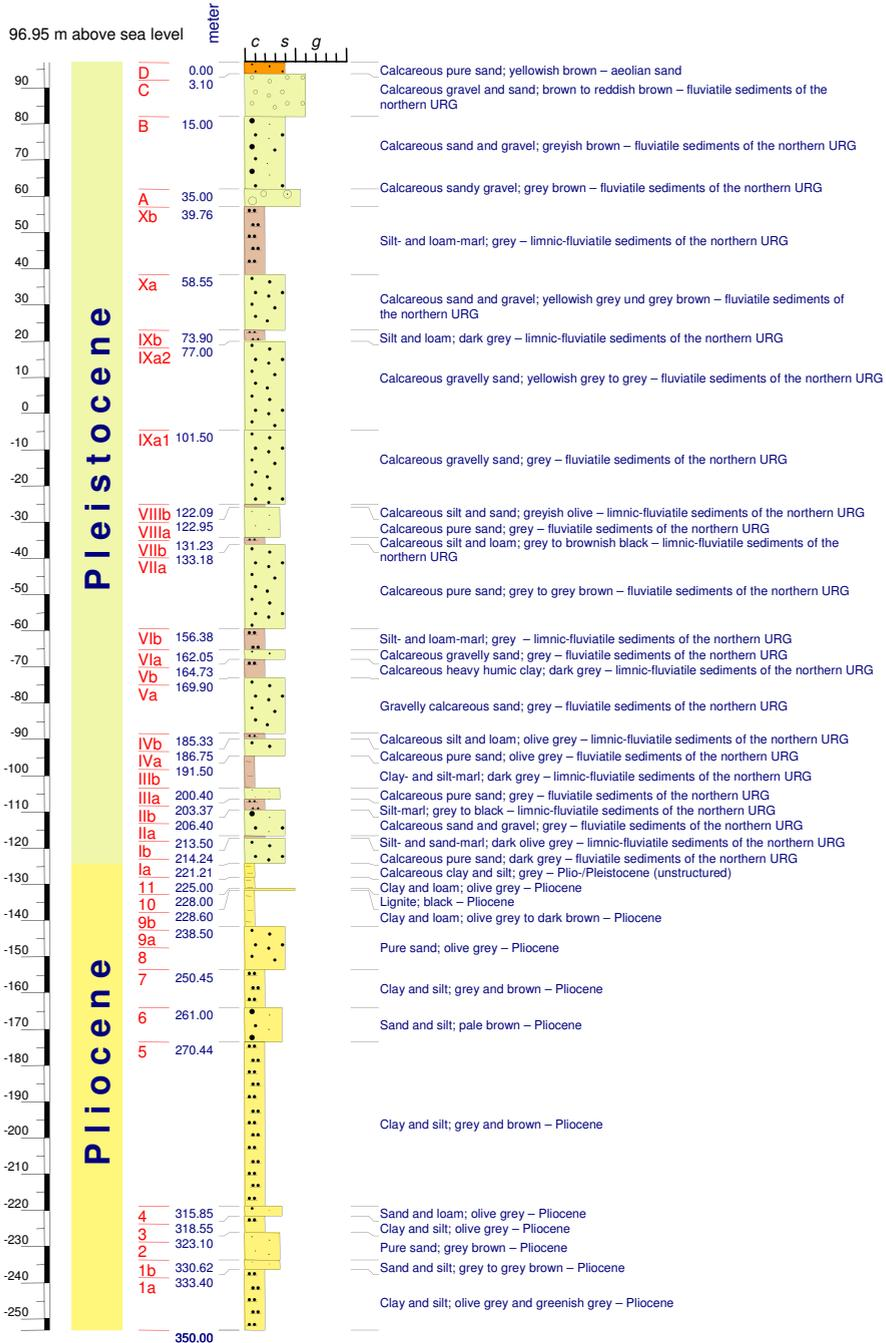 meter
96.95 m above sea level
c s g
D 0.00 Calcareous pure sand; yellowish brown – aeolian sand
C 3.10 Calcareous gravel and sand; brown to reddish brown – fluviatile sediments of the
northern URG
B 15.00 Calcareous sand and gravel; greyish brown – fluviatile sediments of the northern URG
A 35.00 Calcareous sandy gravel; grey brown – fluviatile sediments of the northern URG
Xb 39.76 Silt- and loam-marl; grey – limnic-fluviatile sediments of the northern URG
Xa 58.55 Calcareous sand and gravel; yellowish grey und grey brown – fluviatile sediments of
the northern URG
IXb 73.90 Silt and loam; dark grey – limnic-fluviatile sediments of the northern URG
IXa2 77.00 Calcareous gravelly sand; yellowish grey to grey – fluviatile sediments of the northern URG
IXa1 101.50 Calcareous gravelly sand; grey – fluviatile sediments of the northern URG
VIIIb 122.09 Calcareous silt and sand; greyish olive – limnic-fluviatile sediments of the northern URG
VIIIa 122.95 Calcareous pure sand; grey – fluviatile sediments of the northern URG
VIIb 131.23 Calcareous silt and loam; grey to brownish black – limnic-fluviatile sediments of the
northern URG
VIIa 133.18 Calcareous pure sand; grey to grey brown – fluviatile sediments of the northern URG
VIb 156.38 Silt- and loam-marl; grey – limnic-fluviatile sediments of the northern URG
VIa 162.05 Calcareous gravelly sand; grey – fluviatile sediments of the northern URG
Vb 164.73 Calcareous heavy humic clay; dark grey – limnic-fluviatile sediments of the northern URG
Va 169.90 Gravelly calcareous sand; grey – fluviatile sediments of the northern URG
IVb 185.33 Calcareous silt and loam; olive grey – limnic-fluviatile sediments of the northern URG
IVa 186.75 Calcareous pure sand; olive grey – fluviatile sediments of the northern URG
IIIb 191.50 Clay- and silt-marl; dark grey – limnic-fluviatile sediments of the northern URG
IIIa 200.40 Calcareous pure sand; grey – fluviatile sediments of the northern URG
IIb 203.37 Silt-marl; grey to black – limnic-fluviatile sediments of the northern URG
IIa 206.40 Calcareous sand and gravel; grey – fluviatile sediments of the northern URG
Ib 213.50 Silt- and sand-marl; dark olive grey – limnic-fluviatile sediments of the northern URG
Ia 214.24 Calcareous pure sand; dark grey – fluviatile sediments of the northern URG
11 221.21 Calcareous clay and silt; grey – Plio-/Pleistocene (unstructured)
10 225.00 Clay and loam; olive grey – Pliocene
9b 228.00 Lignite; black – Pliocene
9a 228.60 Clay and loam; olive grey to dark brown – Pliocene
8 238.50 Pure sand; olive grey – Pliocene
7 250.45 Clay and silt; grey and brown – Pliocene
6 261.00 Sand and silt; pale brown – Pliocene
5 270.44 Clay and silt; grey and brown – Pliocene
4 315.85 Sand and loam; olive grey – Pliocene
3 318.55 Clay and silt; olive grey – Pliocene
2 323.10 Pure sand; grey brown – Pliocene
1b 330.62 Sand and silt; grey to grey brown – Pliocene
1a 333.40 Clay and silt; olive grey and greenish grey – Pliocene
350.00
Pleistocene
Pliocene
90
80
70
60
50
40
30
20
10
0
-10
-20
-30
-40
-50
-60
-70
-80
-90
-100
-110
-120
-130
-140
-150
-160
-170
-180
-190
-200
-210
-220
-230
-240
-250